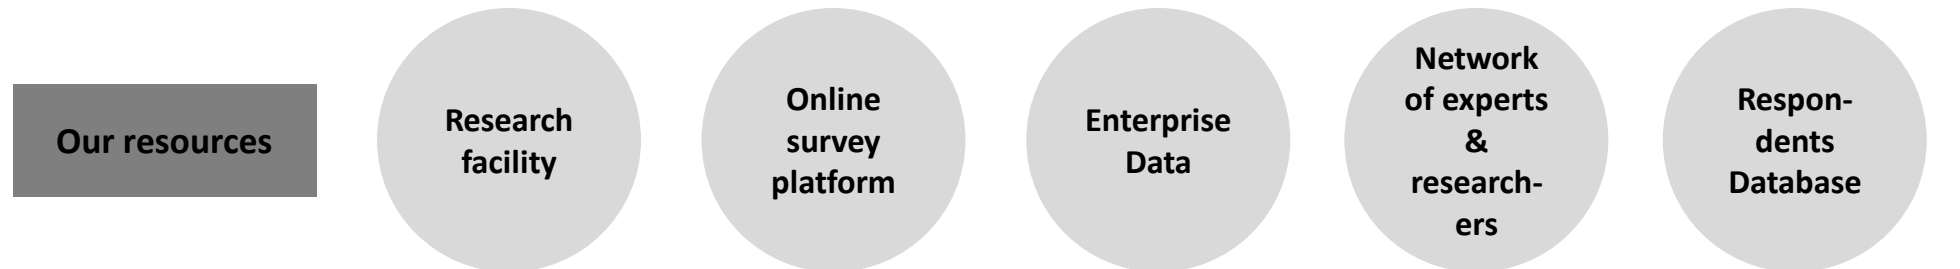 Our resources
Research
facility
Online
survey
platform
Enterprise
Data
Network
of experts
&
research-
ers
Respon-
dents
Database